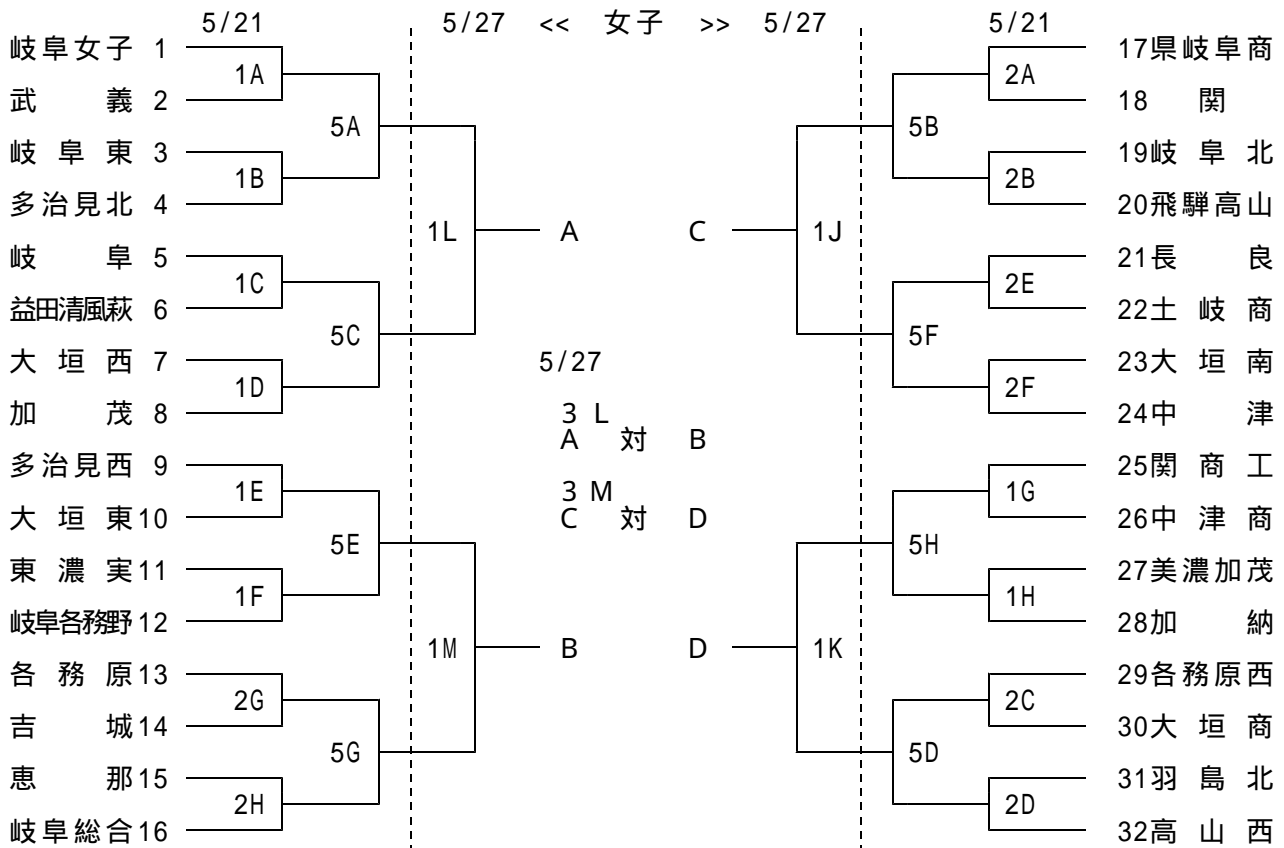 5/21 5/27 << 女子 >> 5/27 5/21
岐阜女子 1 17県岐阜商
1A 2A
武義 2 18 関
5A 5B
岐阜東 3 19岐阜北
1B 2B
多治見北 4 20飛騨高山
1L A C 1J
岐阜 5 21長良
1C 2E
益田清風萩 6 22土岐商
5C 5F
大垣西 7 5/27 23大垣南
1D 2F
加茂 8 3 L 24中津
A 対 B
多治見西 9 25関商工
1E 3 M 1G
大垣東10 C 対 D 26中津商
5E 5H
東濃実11 27美濃加茂
1F 1H
岐阜各務野12 28加納
1M B D 1K
各務原13 29各務原西
2G 2C
吉城14 30大垣商
5G 5D
恵那15 31羽島北
2H 2D
岐阜総合16 32高山西